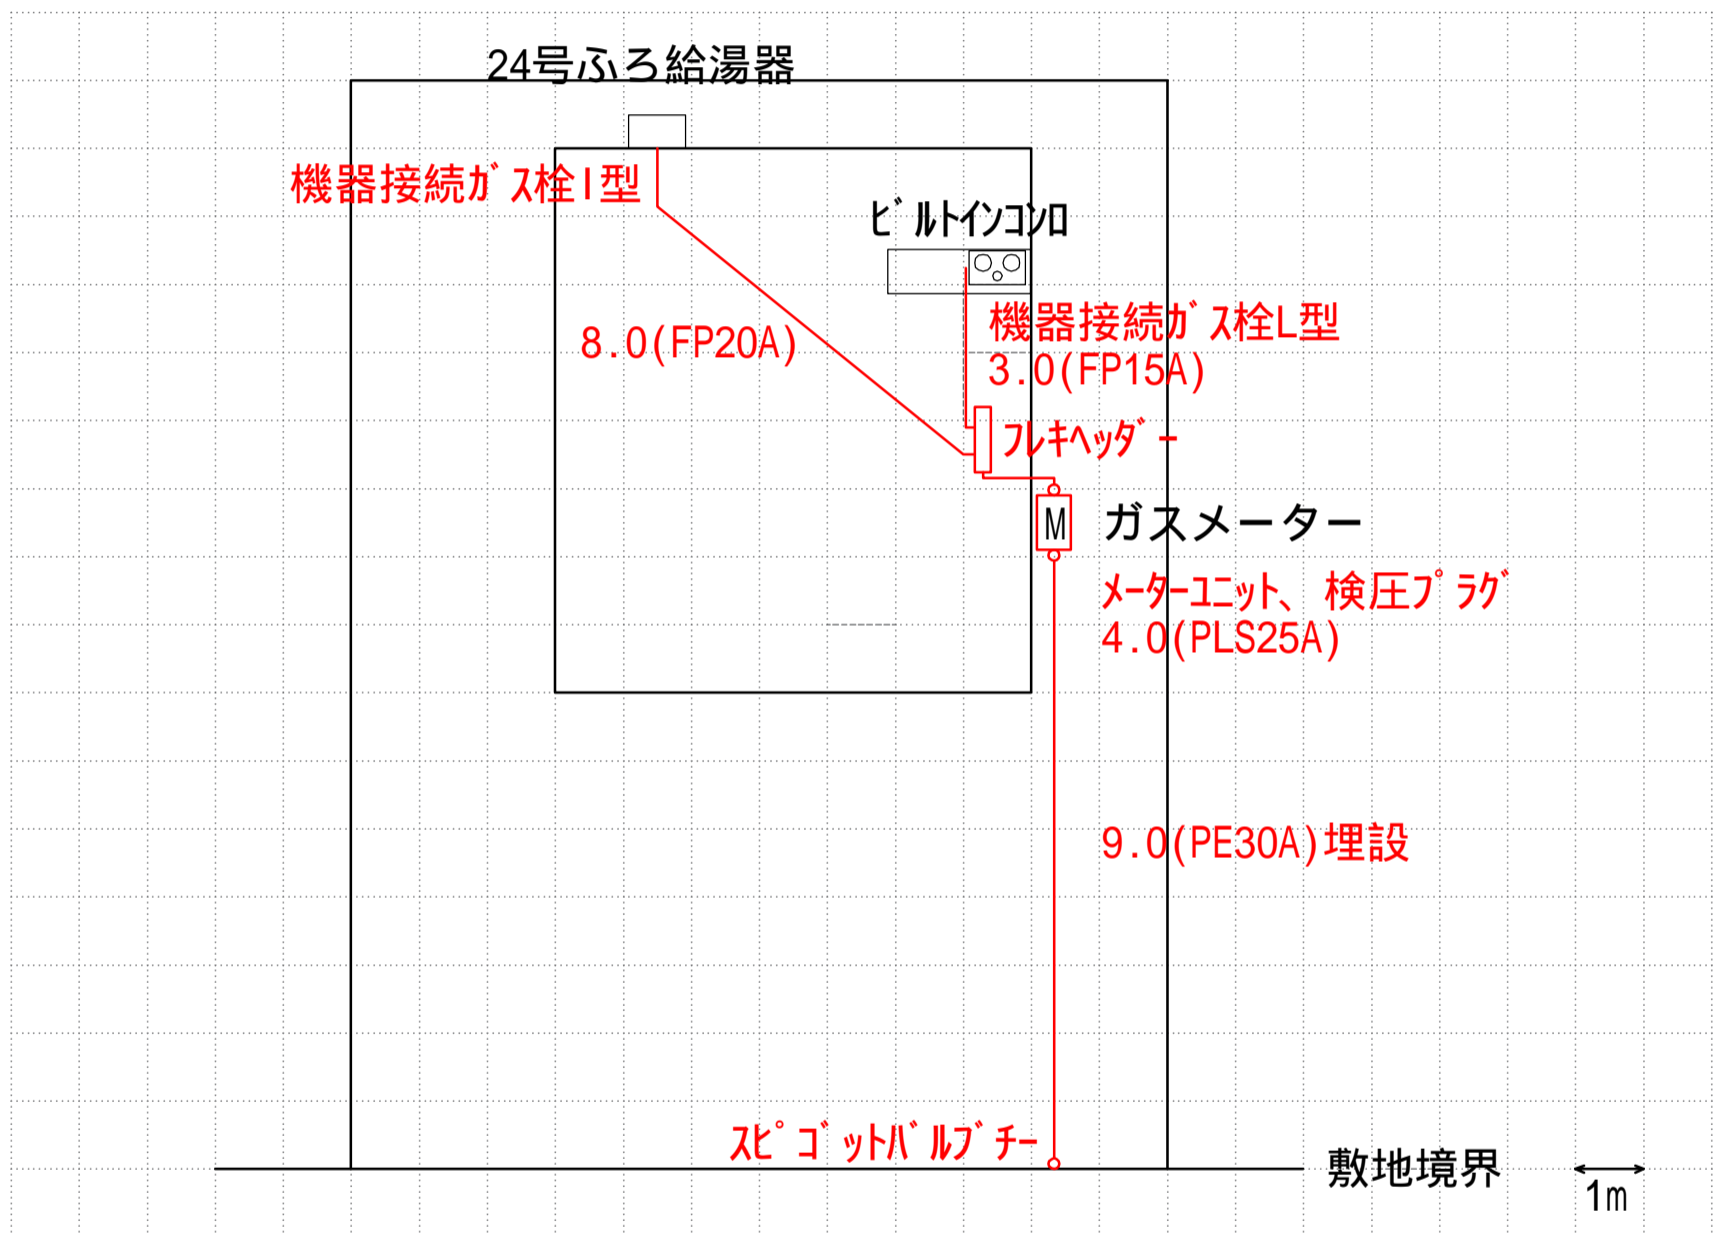 24号ふろ給湯器
機器接続ｶﾞｽ栓I型
ﾋﾞﾙﾄインコンロ
機器接続ｶﾞｽ栓L型
8.0(FP20A)
3.0(FP15A)
ﾌﾚｷﾍｯﾀﾞｰ
M
ガスメーター
ﾒｰﾀｰﾕﾆｯﾄ、検圧ﾌﾟﾗｸﾞ
4.0(PLS25A)
9.0(PE30A)埋設
ｽﾋﾟｺﾞｯﾄﾊﾞﾙﾌﾞﾁｰ
敷地境界
1m